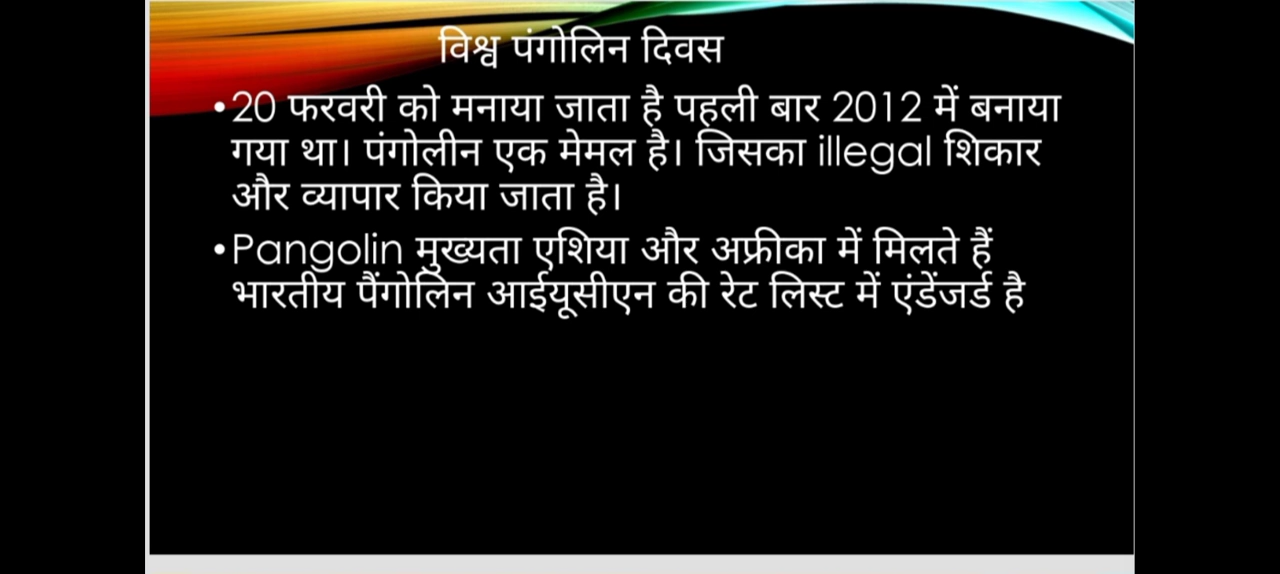 विश्व पंगोलिन दिवस
•20 फरवरी को मनाया जाता है पहली बार 2012 में बनाया
गया था। पंगोलीन एक मेमल है। जिसका illegal शिकार
और व्यापार किया जाता है।
•Pangolin मुख्यता एशिया और अफ्रीका में मिलते हैं
भारतीय पैंगोलिन आईयूसीएन की रेट लिस्ट में एंडेंजर्ड है